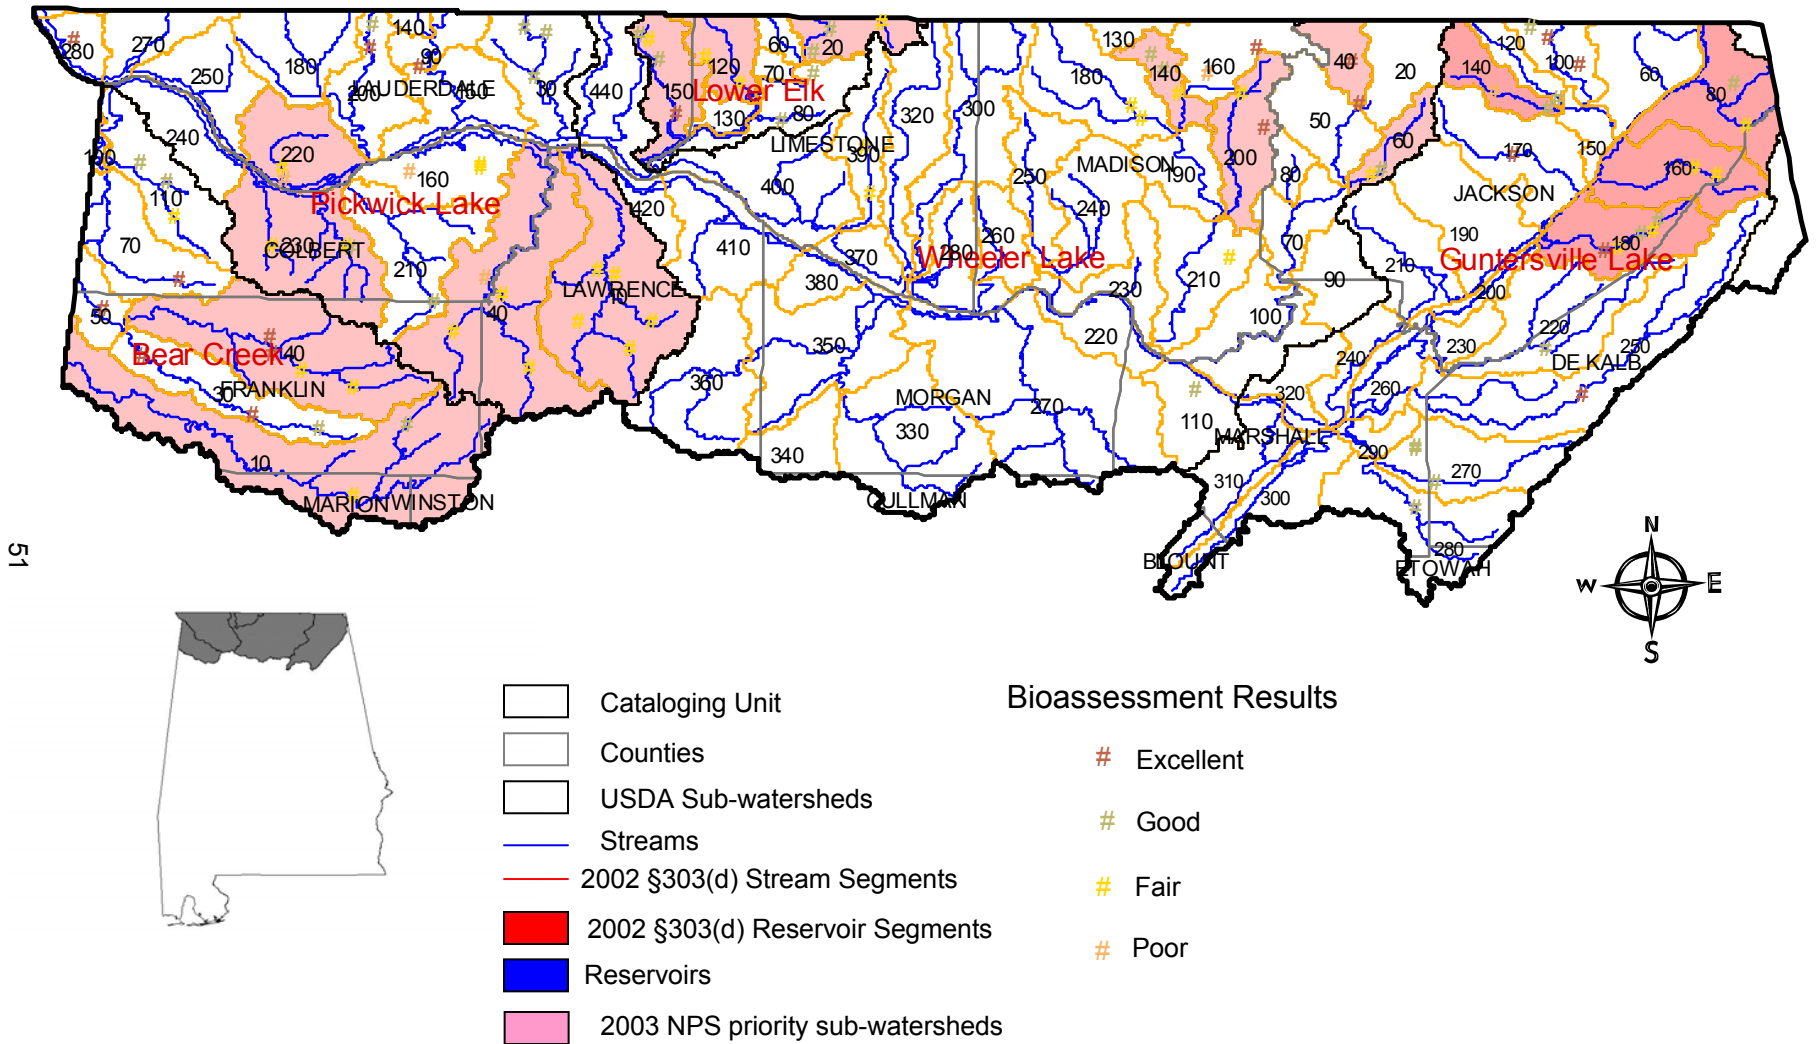 280
270
140
90
250
180
200
LAUDERDALE
150
30
440
150
120
60
20
70
Lower Elk
130
80
LIMESTONE
390
320
300
130
180
140
160
40
20
50
60
140
120
100
60
80
240
220
110
160
Pickwick Lake
70
230
COLBERT
210
420
400
410
370
380
250
240
280
260
Wheeler Lake
MADISON
190
200
80
70
210
230
90
100
170
150
160
JACKSON
190
210
180
Guntersville Lake
200
LAWRENCE
10
40
50
Bear Creek
40
30
FRANKLIN
10
MARION
WINSTON
350
360
MORGAN
270
330
340
CULLMAN
220
110
320
240
260
230
220
250
DE KALB
MARSHALL
290
270
310
300
280
BLOUNT
ETOWAH
51
N
W
E
S
Cataloging Unit
Counties
USDA Sub-watersheds
Streams
2002 §303(d) Stream Segments
2002 §303(d) Reservoir Segments
Reservoirs
2003 NPS priority sub-watersheds
Bioassessment Results
# Excellent
# Good
# Fair
# Poor